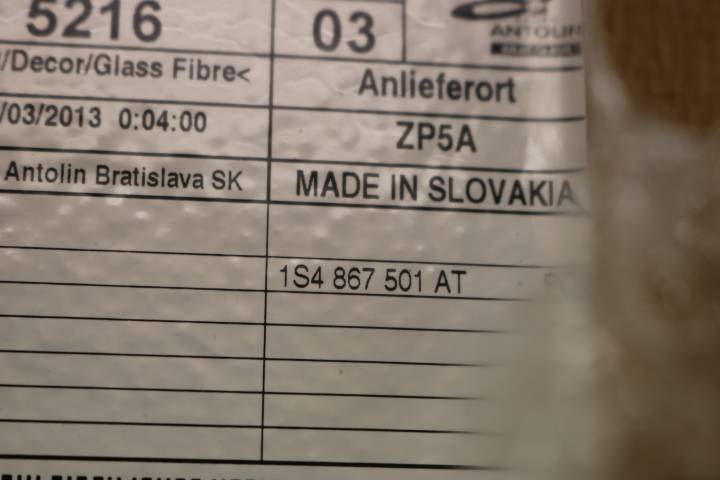 5216 03 ANTOLIN
/Decor/Glass Fibre< Anlieferort
/03/2013 0:04:00 ZP5A
Antolin Bratislava SK MADE IN SLOVAKIA
1S4 867 501 AT